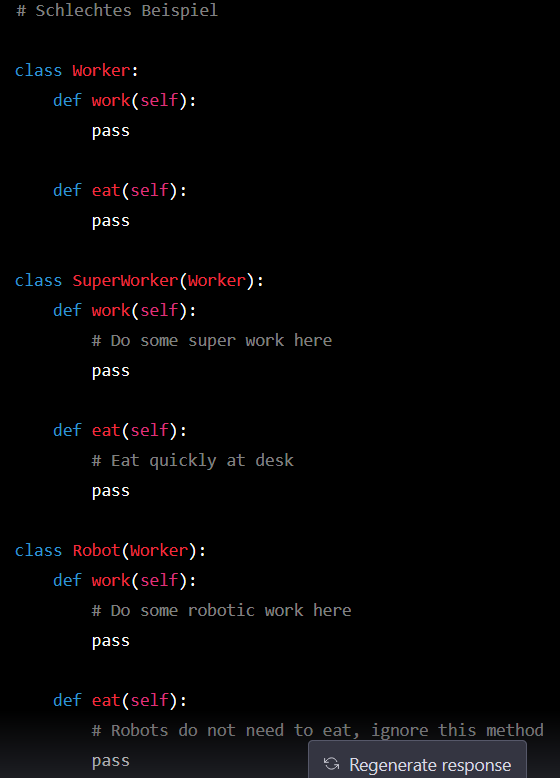 # Schlechtes Beispiel
class Worker:
    def work(self):
        pass
    def eat(self):
        pass
class SuperWorker(Worker):
    def work(self):
        # Do some super work here
        pass
    def eat(self):
        # Eat quickly at desk
        pass
class Robot(Worker):
    def work(self):
        # Do some robotic work here
        pass
    def eat(self):
        # Robots do not need to eat, ignore this method
        pass
Regenerate response